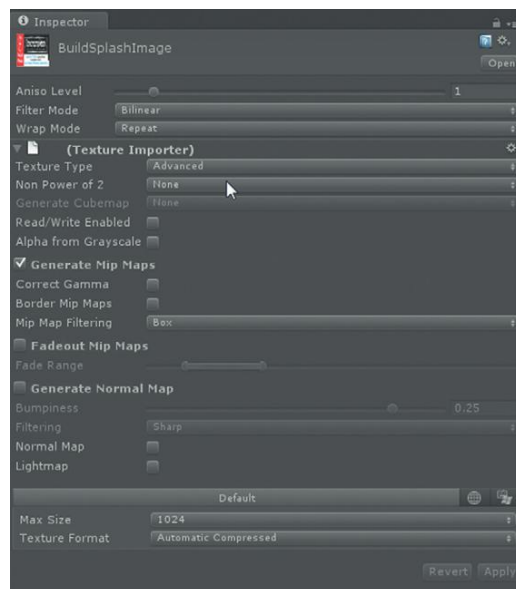 Inspector
BuildSplashImage
Open
Aniso Level 1
Filter Mode Bilinear
Wrap Mode Repeat
(Texture Importer)
Texture Type Advanced
Non Power of 2 None
Generate Cubemap None
Read/Write Enabled
Alpha from Grayscale
Generate Mip Maps
Correct Gamma
Border Mip Maps
Mip Map Filtering Box
Fadeout Mip Maps
Fade Range
Generate Normal Map
Bumpiness 0.25
Filtering Sharp
Normal Map
Lightmap
Default
Max Size 1024
Texture Format Automatic Compressed
Revert Apply